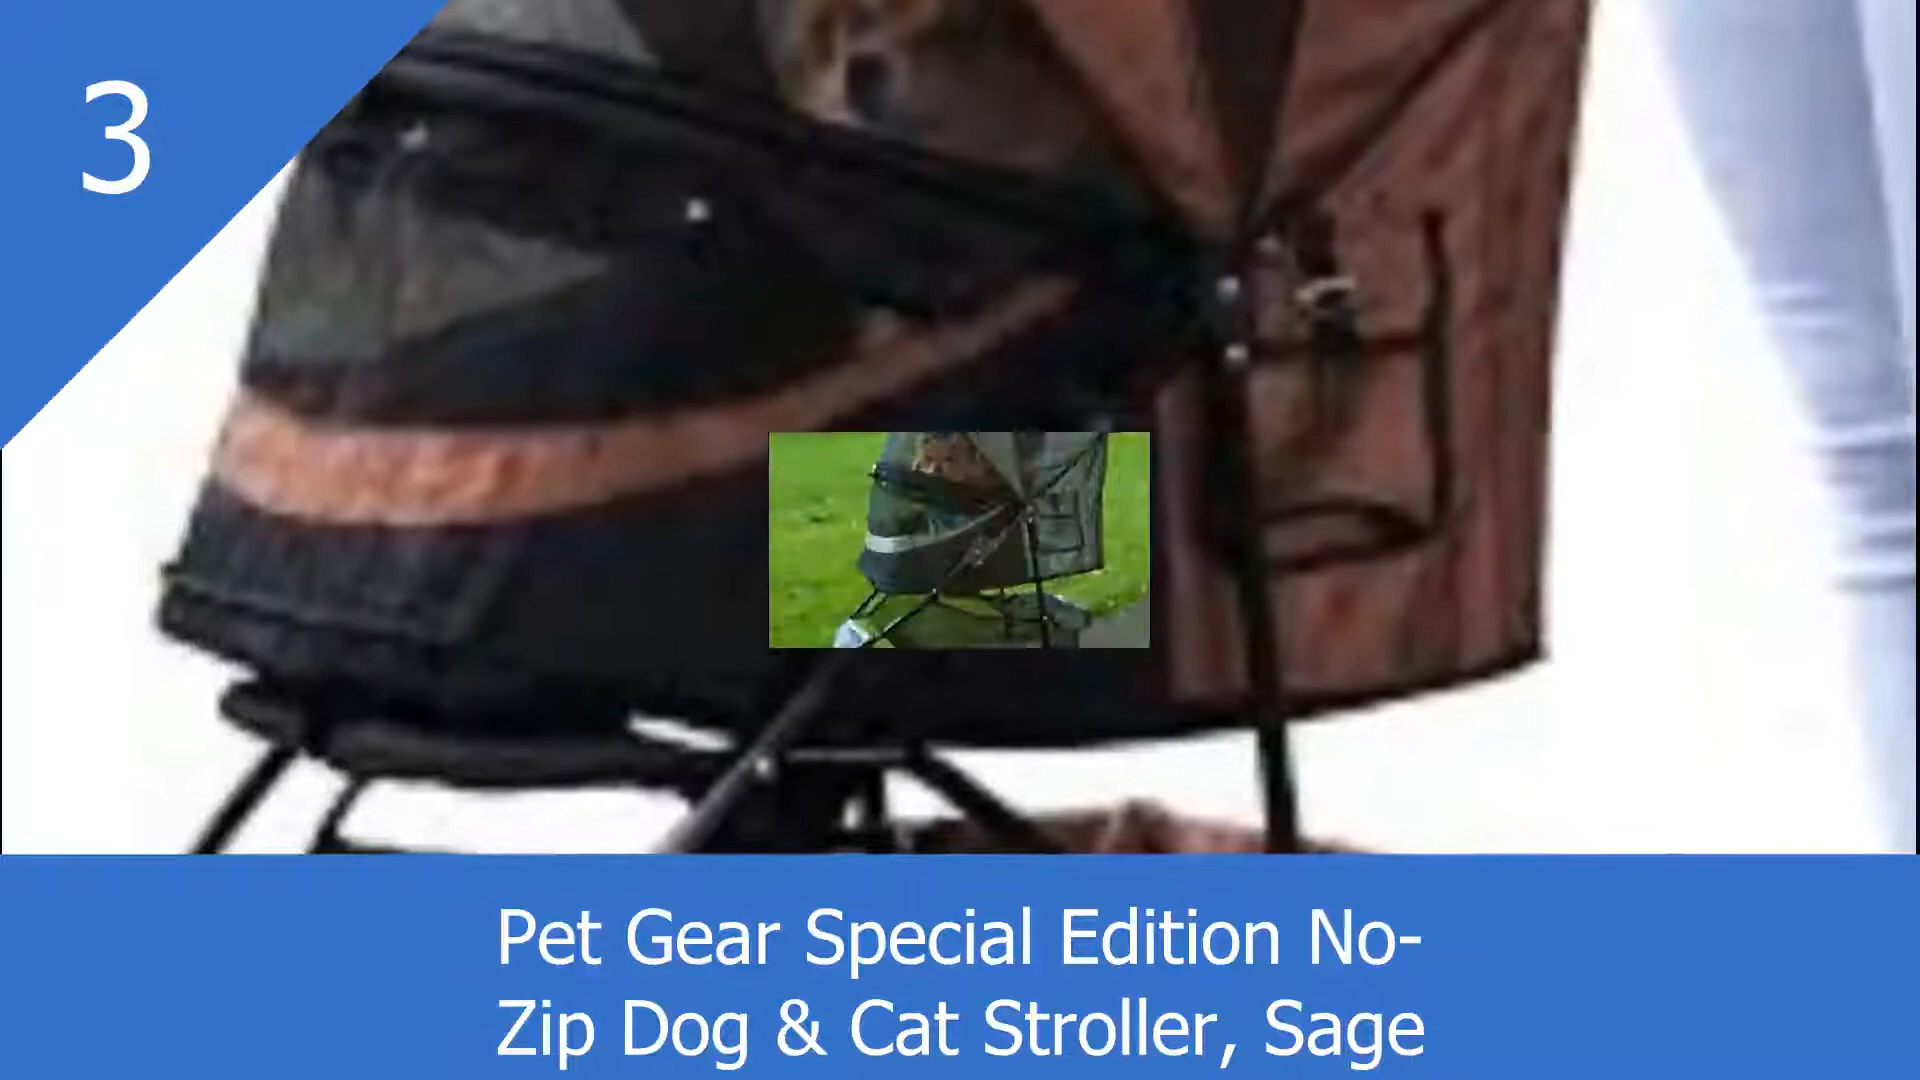 3
Pet Gear Special Edition No-
Zip Dog & Cat Stroller, Sage